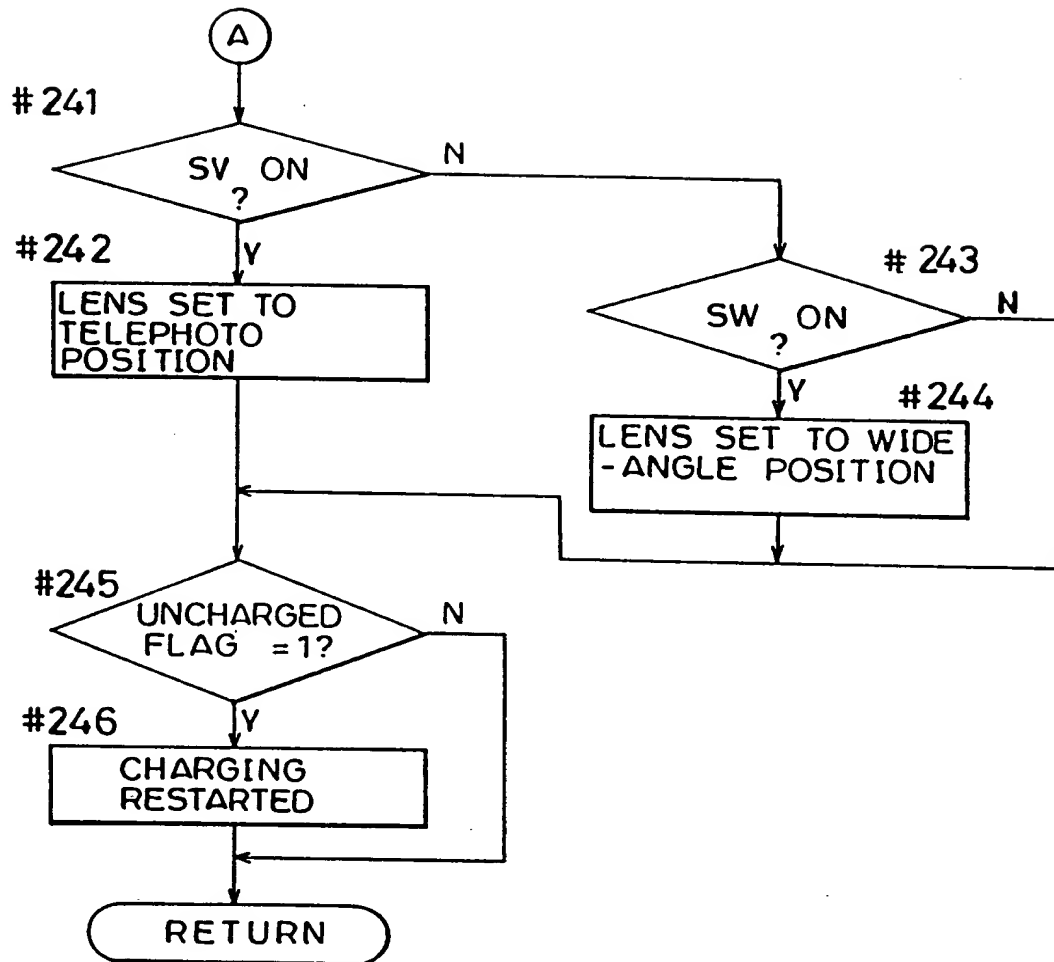 A
#241
SV ON
?
N
Y
#242
LENS SET TO
TELEPHOTO
POSITION
#243
SW ON
?
N
Y
#244
LENS SET TO WIDE
-ANGLE POSITION
#245
UNCHARGED
FLAG =1?
N
Y
#246
CHARGING
RESTARTED
RETURN